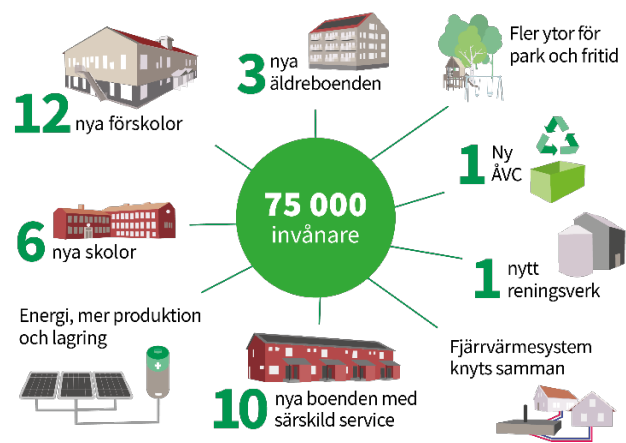 12 nya förskolor
3 nya
äldreboenden
Fler ytor för
park och fritid
1 Ny
ÅVC
75 000
invånare
6 nya skolor
1 nytt
reningsverk
Energi, mer produktion
och lagring
10 nya boenden med
särskild service
Fjärrvärmesystem
knyts samman